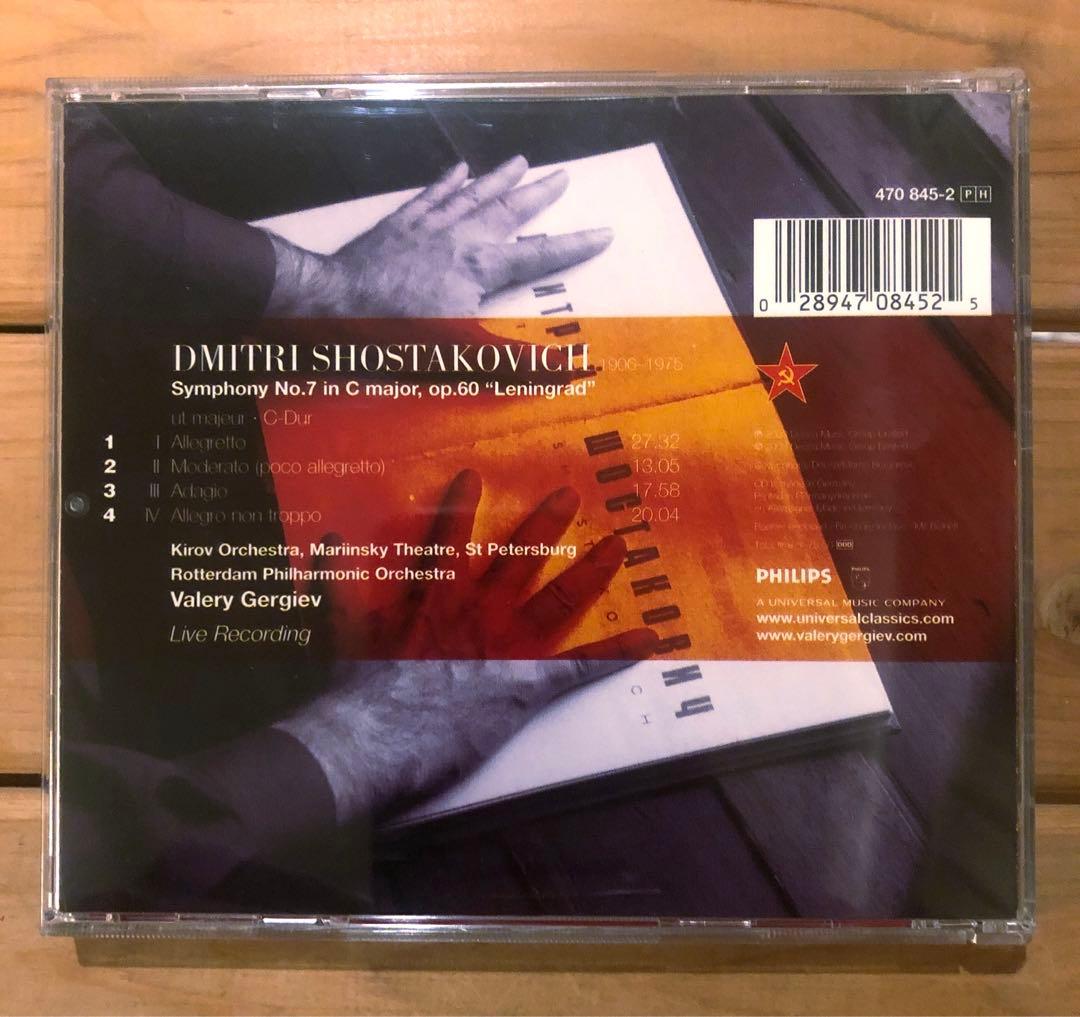 470 845-2 PH
0 28947 08452 5
DMITRI SHOSTAKOVICH 1906–1975
Symphony No.7 in C major, op.60 “Leningrad”
ut majeur · C-Dur
1 I Allegretto 27.32
2 II Moderato (poco allegretto) 13.05
3 III Adagio 17.58
4 IV Allegro non troppo 20.04
Kirov Orchestra, Mariinsky Theatre, St Petersburg
Rotterdam Philharmonic Orchestra
Valery Gergiev
Live Recording
ШОСТАКОВИЧ
DDD
PHILIPS
PHILIPS
A UNIVERSAL MUSIC COMPANY
www.universalclassics.com
www.valerygergiev.com